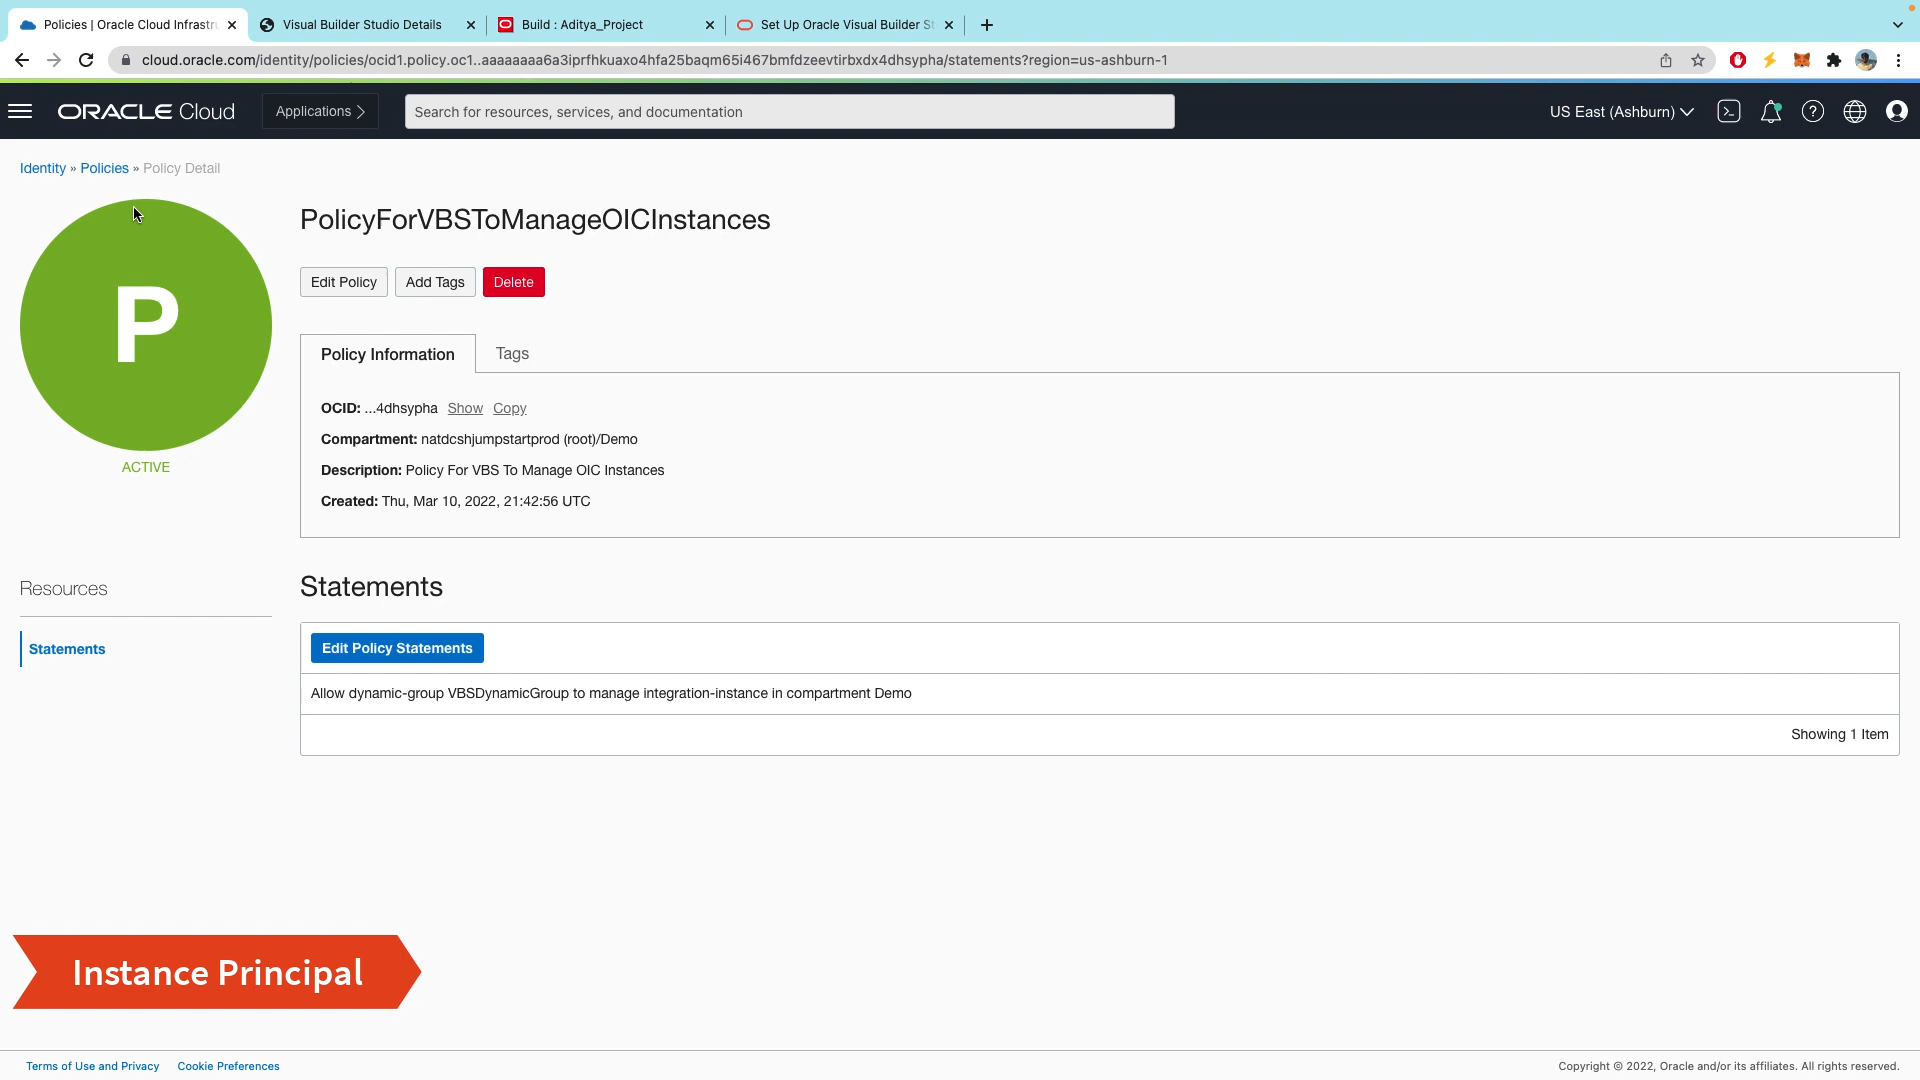 Policies | Oracle Cloud Infrastru
Visual Builder Studio Details
Build : Aditya_Project
Set Up Oracle Visual Builder St
cloud.oracle.com/identity/policies/ocid1.policy.oc1..aaaaaaaa6a3iprfhkuaxo4hfa25baqm65i467bmfdzeevtirbxdx4dhsypha/statements?region=us-ashburn-1
ORACLE Cloud
Applications
Search for resources, services, and documentation
US East (Ashburn)
Identity » Policies » Policy Detail
P
ACTIVE
PolicyForVBSToManageOICInstances
Edit Policy
Add Tags
Delete
Policy Information
Tags
OCID: ...4dhsypha Show Copy
Compartment: natdcshjumpstartprod (root)/Demo
Description: Policy For VBS To Manage OIC Instances
Created: Thu, Mar 10, 2022, 21:42:56 UTC
Resources
Statements
Statements
Edit Policy Statements
Allow dynamic-group VBSDynamicGroup to manage integration-instance in compartment Demo
Showing 1 Item
Instance Principal
Terms of Use and Privacy
Cookie Preferences
Copyright © 2022, Oracle and/or its affiliates. All rights reserved.